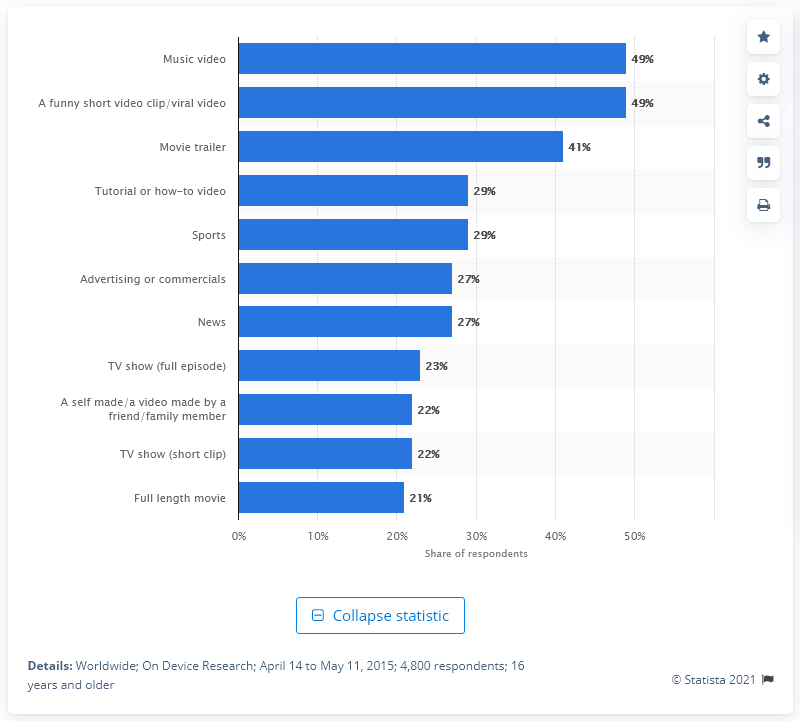 Music video 49%
A funny short video clip/viral video 49%
Movie trailer 41%
Tutorial or how-to video 29%
Sports 29%
Advertising or commercials 27%
News 27%
TV show (full episode) 23%
A self made/a video made by a
friend/family member 22%
TV show (short clip) 22%
Full length movie 21%
0% 10% 20% 30% 40% 50%
Share of respondents
Collapse statistic
Details: Worldwide; On Device Research; April 14 to May 11, 2015; 4,800 respondents; 16
years and older
© Statista 2021